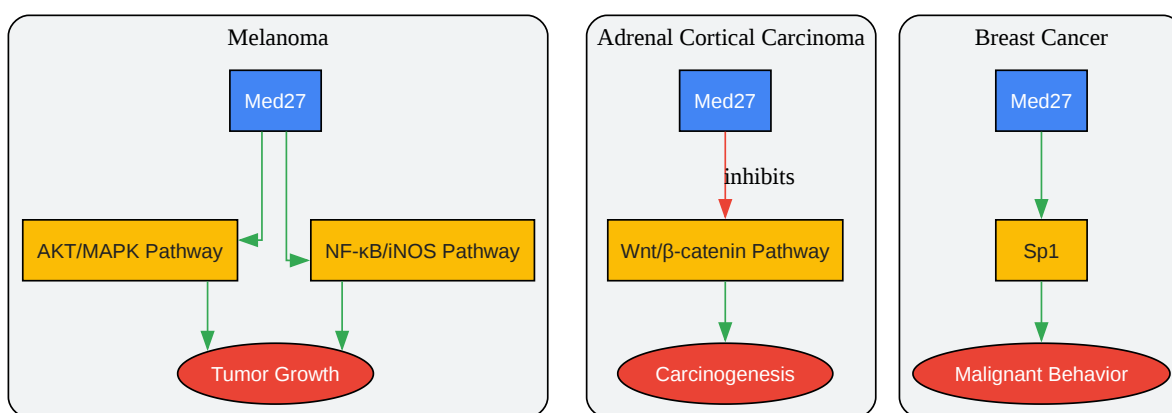 Melanoma
Med27
AKT/MAPK Pathway
NF-κB/iNOS Pathway
Tumor Growth
Adrenal Cortical Carcinoma
Med27
inhibits
Wnt/β-catenin Pathway
Carcinogenesis
Breast Cancer
Med27
Sp1
Malignant Behavior